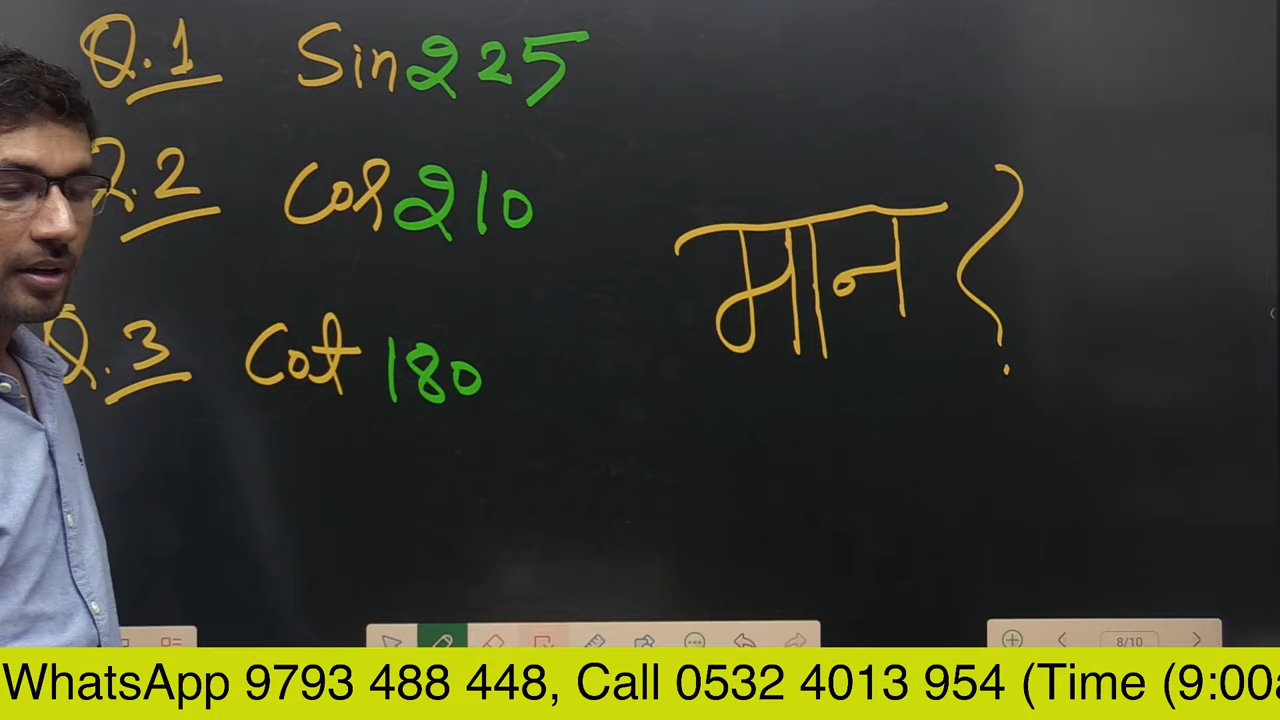 Q.1 Sin225
Q.2 Cos210
मान ?
Q.3 Cot 180
8/10
WhatsApp 9793 488 448, Call 0532 4013 954 (Time (9:00a